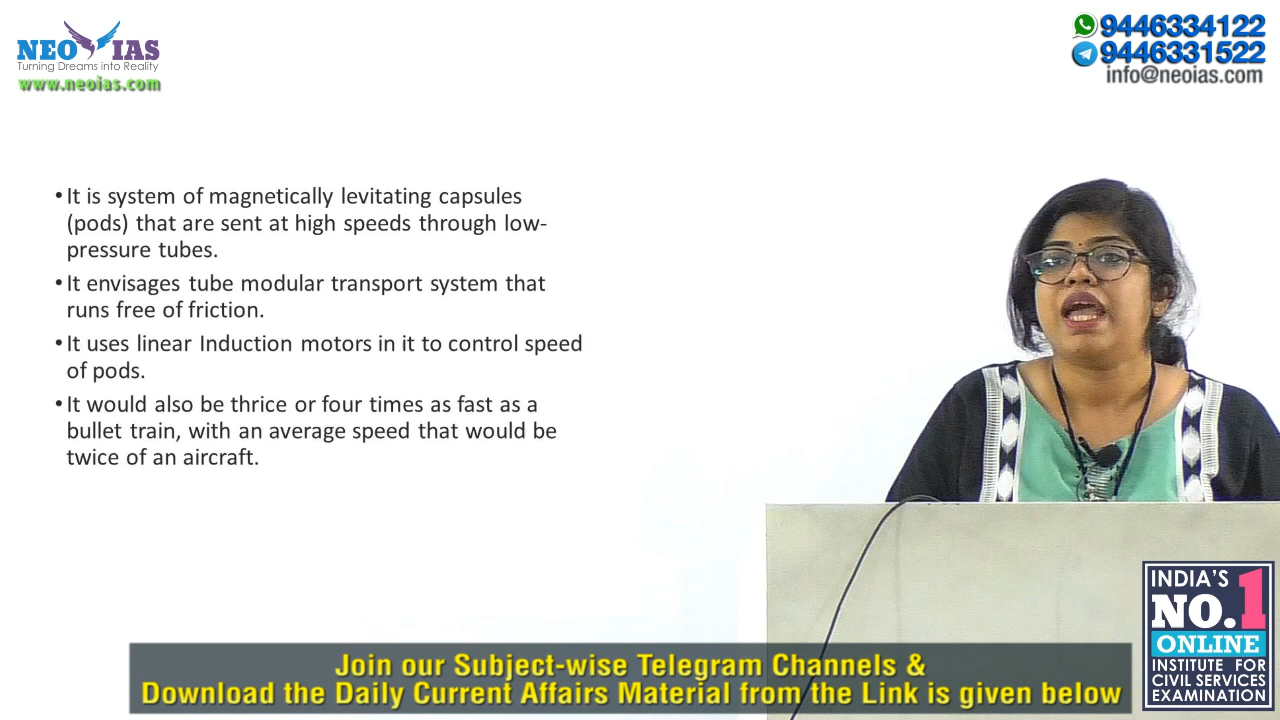 NEO IAS
Turning Dreams into Reality
www.neoias.com
9446334122
9446331522
info@neoias.com
•It is system of magnetically levitating capsules
(pods) that are sent at high speeds through low-
pressure tubes.
•It envisages tube modular transport system that
runs free of friction.
•It uses linear Induction motors in it to control speed
of pods.
•It would also be thrice or four times as fast as a
bullet train, with an average speed that would be
twice of an aircraft.
INDIA'S
NO.1
ONLINE
INSTITUTE FOR
CIVIL SERVICES
EXAMINATION
Join our Subject-wise Telegram Channels &
Download the Daily Current Affairs Material from the Link is given below